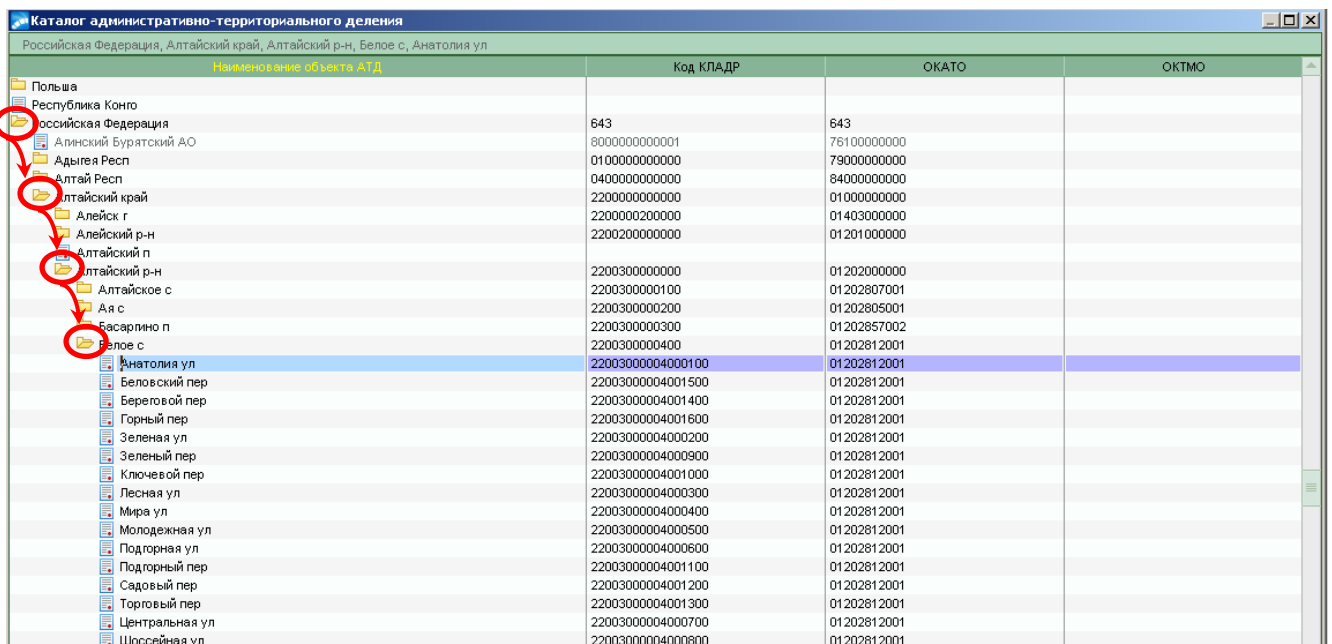 Каталог административно-территориального деления
Российская Федерация, Алтайский край, Алтайский р-н, Белое с, Анатолия ул
Наименование объекта АТД Код КЛАДР ОКАТО ОКТМО
Польша
Республика Конго
Российская Федерация 643 643
Агинский Бурятский АО 8000000000001 76100000000
Адыгея Респ 0100000000000 79000000000
Алтай Респ 0400000000000 84000000000
Алтайский край 2200000000000 01000000000
Алейск г 2200000200000 01403000000
Алейский р-н 2200200000000 01201000000
Алтайский п
Алтайский р-н 2200300000000 01202000000
Алтайское с 2200300000100 01202807001
Ая с 2200300000200 01202805001
Басаргино п 2200300000300 01202857002
Белое с 2200300000400 01202812001
Анатолия ул 22003000004000100 01202812001
Беловский пер 22003000004001500 01202812001
Береговой пер 22003000004001400 01202812001
Горный пер 22003000004001600 01202812001
Зеленая ул 22003000004000200 01202812001
Зеленый пер 22003000004000900 01202812001
Ключевой пер 22003000004001000 01202812001
Лесная ул 22003000004000300 01202812001
Мира ул 22003000004000400 01202812001
Молодежная ул 22003000004000500 01202812001
Подгорная ул 22003000004000600 01202812001
Подгорный пер 22003000004001100 01202812001
Садовый пер 22003000004001200 01202812001
Торговый пер 22003000004001300 01202812001
Центральная ул 22003000004000700 01202812001
Шоссейная ул 22003000004000800 01202812001